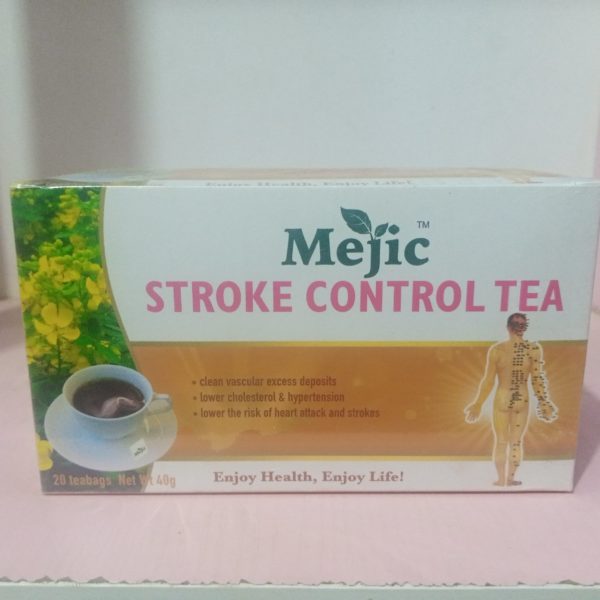 Enjoy Health, Enjoy Life!
Mejic™
STROKE CONTROL TEA
• clean vascular excess deposits
• lower cholesterol & hypertension
• lower the risk of heart attack and strokes
20 teabags Net Wt 40g
Enjoy Health, Enjoy Life!